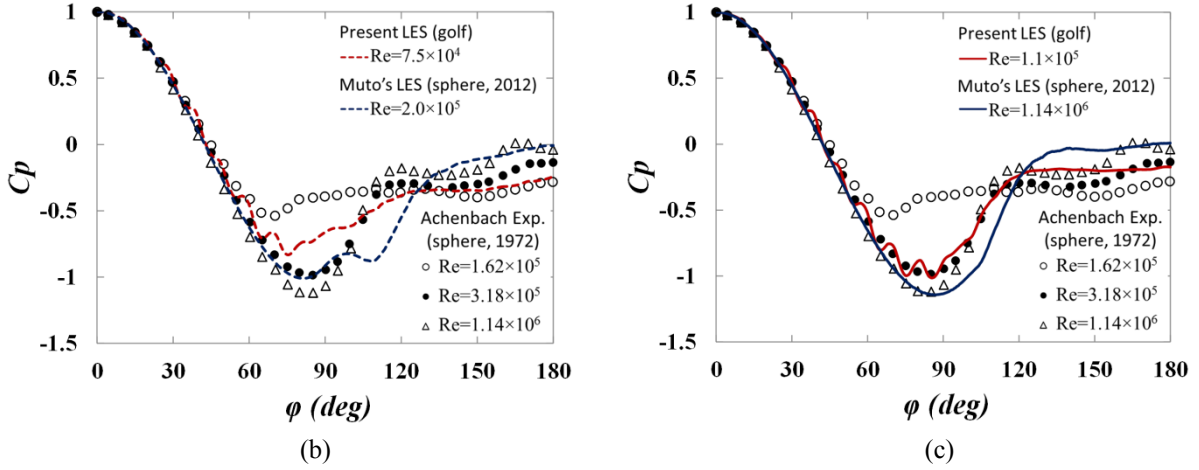 Present LES (golf)
Re=7.5×10⁴
Muto's LES (sphere, 2012)
Re=2.0×10⁵
Achenbach Exp.
(sphere, 1972)
Re=1.62×10⁵
Re=3.18×10⁵
Re=1.14×10⁶
1
0.5
0
-0.5
-1
-1.5
Cp
0 30 60 90 120 150 180
φ (deg)
(b)
Present LES (golf)
Re=1.1×10⁵
Muto's LES (sphere, 2012)
Re=1.14×10⁶
Achenbach Exp.
(sphere, 1972)
Re=1.62×10⁵
Re=3.18×10⁵
Re=1.14×10⁶
1
0.5
0
-0.5
-1
-1.5
Cp
0 30 60 90 120 150 180
φ (deg)
(c)